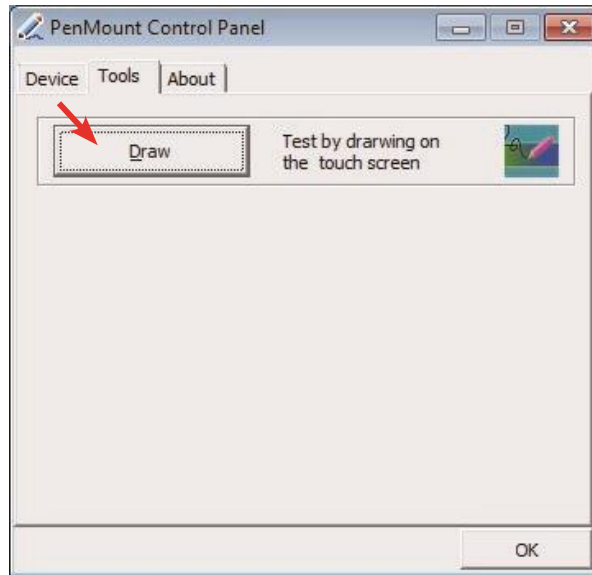 PenMount Control Panel
Device Tools About
Draw
Test by drarwing on
the touch screen
OK